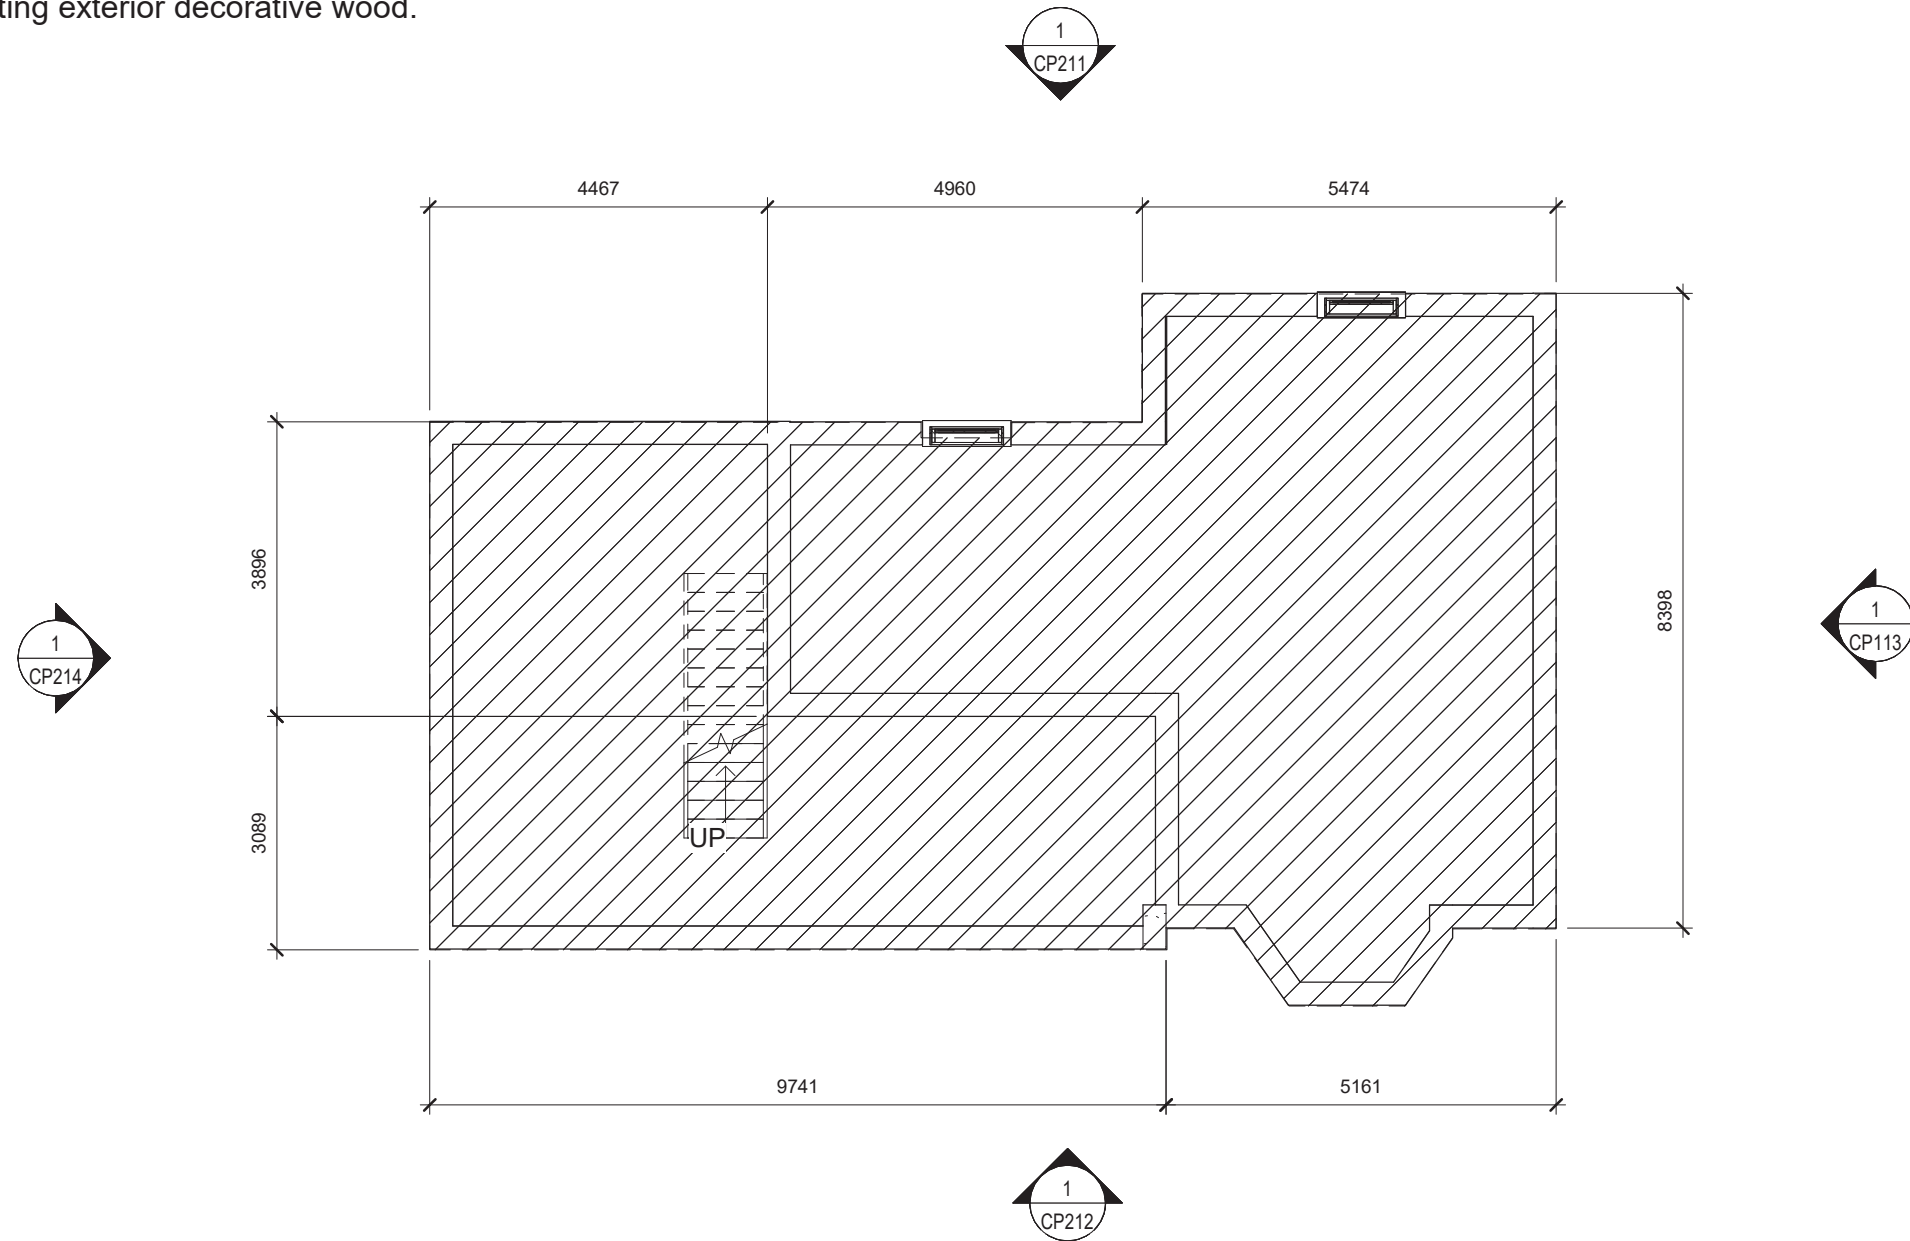 ting exterior decorative wood.
1
CP211
4467
4960
5474
3896
8398
1
CP214
1
CP113
3089
UP
9741
5161
1
CP212